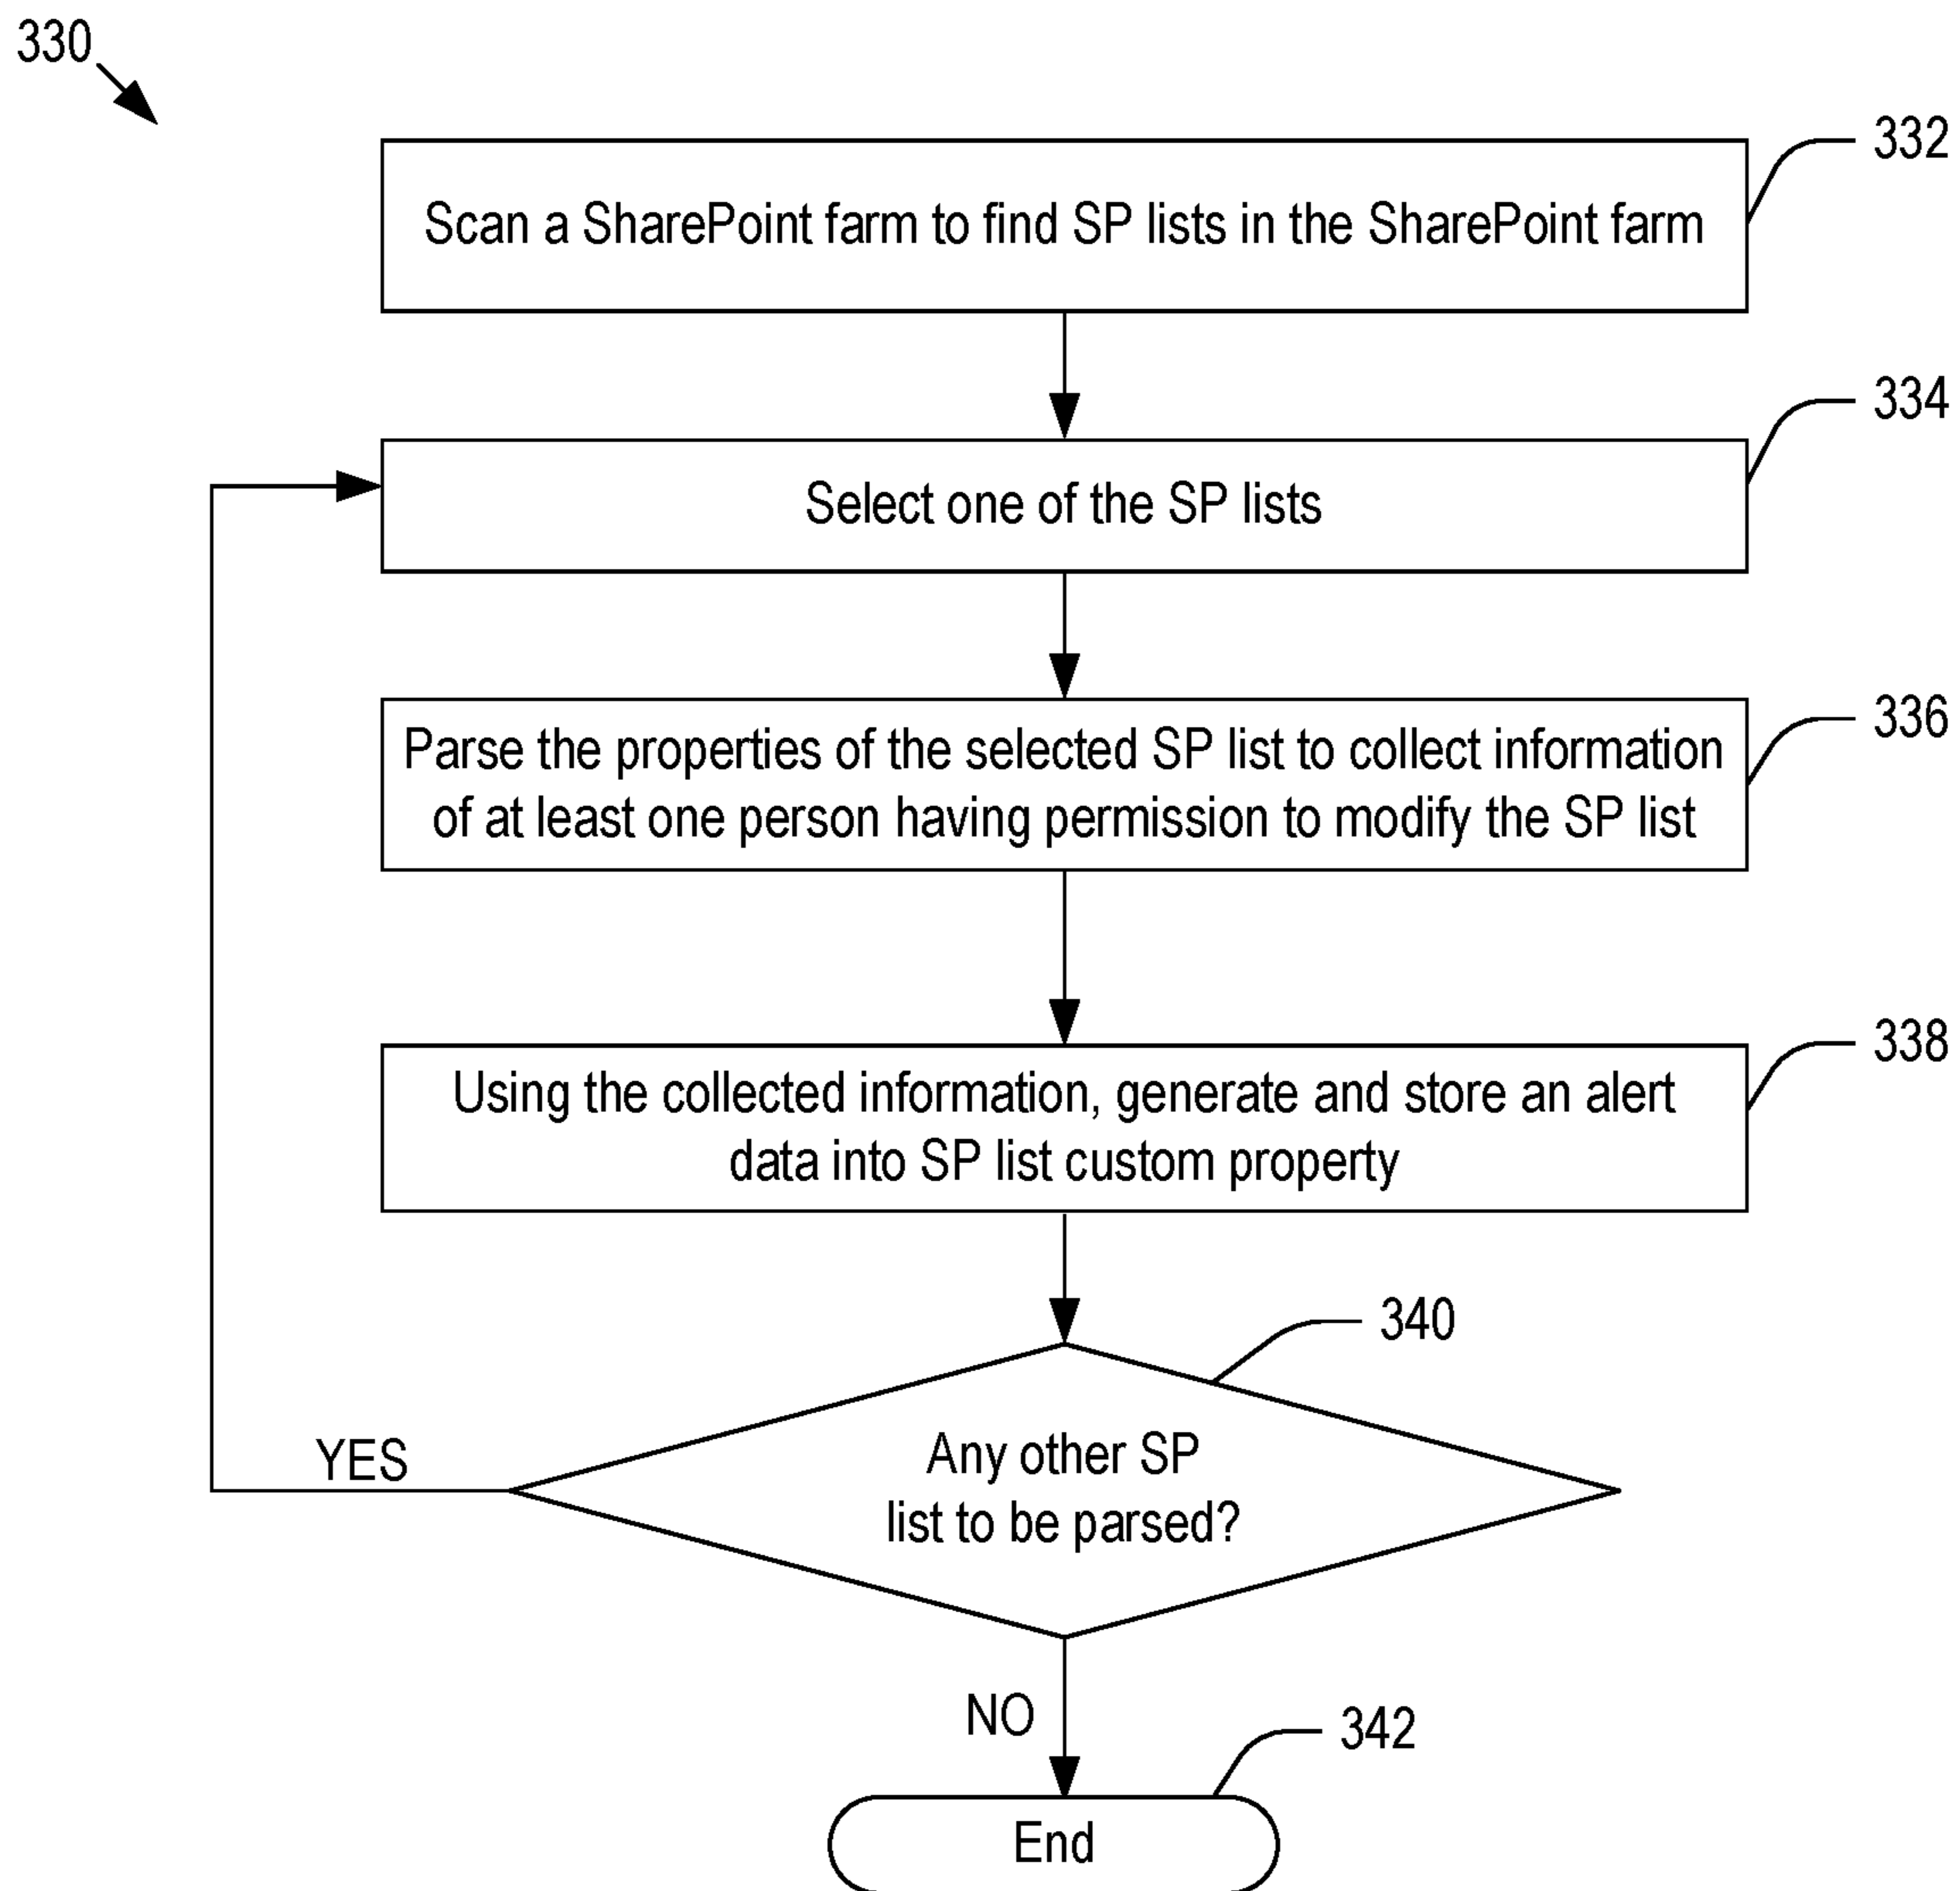 330
332
Scan a SharePoint farm to find SP lists in the SharePoint farm
334
Select one of the SP lists
336
Parse the properties of the selected SP list to collect information
of at least one person having permission to modify the SP list
338
Using the collected information, generate and store an alert
data into SP list custom property
340
Any other SP
list to be parsed?
YES
NO
342
End